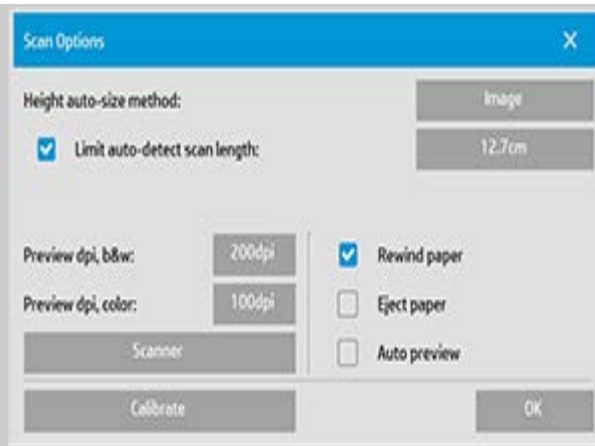 Scan Options
Height auto-size method: Image
Limit auto-detect scan length: 12.7cm
Preview dpi, b&w: 200dpi
Rewind paper
Preview dpi, color: 100dpi
Eject paper
Scanner
Auto preview
Calibrate
OK